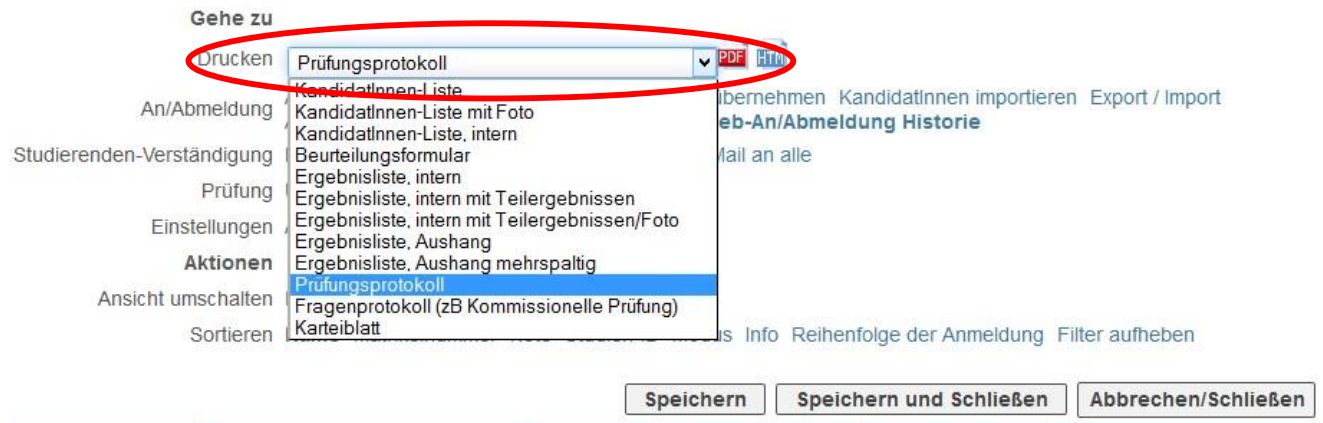 Gehe zu
Drucken Prüfungsprotokoll PDF HTM
KandidatInnen-Liste
An/Abmeldung KandidatInnen-Liste mit Foto übernehmen KandidatInnen importieren Export / Import
KandidatInnen-Liste, intern eb-An/Abmeldung Historie
Studierenden-Verständigung Beurteilungsformular Mail an alle
Ergebnisliste, intern
Prüfung Ergebnisliste, intern mit Teilergebnissen
Einstellungen Ergebnisliste, intern mit Teilergebnissen/Foto
Ergebnisliste, Aushang
Aktionen Ergebnisliste, Aushang mehrspaltig
Prüfungsprotokoll
Ansicht umschalten Fragenprotokoll (zB Kommissionelle Prüfung)
Karteiblatt
Sortieren Info Reihenfolge der Anmeldung Filter aufheben
Speichern Speichern und Schließen Abbrechen/Schließen